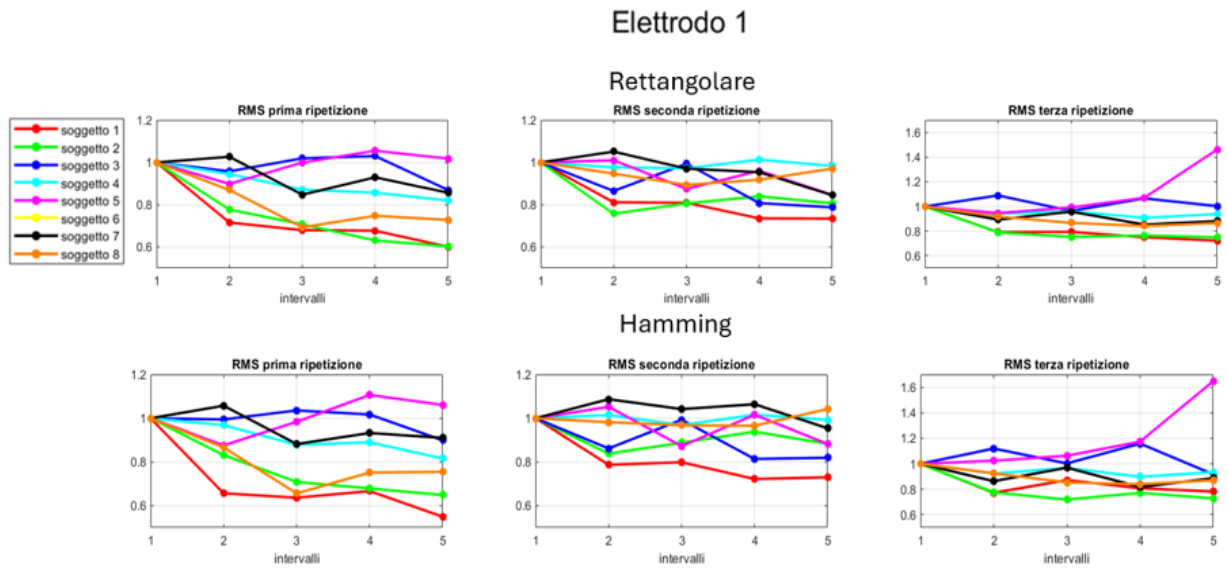 Elettrodo 1
Rettangolare
soggetto 1
soggetto 2
soggetto 3
soggetto 4
soggetto 5
soggetto 6
soggetto 7
soggetto 8
RMS prima ripetizione
1.2
1
0.8
0.6
1 2 3 4 5
intervalli
RMS seconda ripetizione
1.2
1
0.8
0.6
1 2 3 4 5
intervalli
RMS terza ripetizione
1.6
1.4
1.2
1
0.8
0.6
1 2 3 4 5
intervalli
Hamming
RMS prima ripetizione
1.2
1
0.8
0.6
1 2 3 4 5
intervalli
RMS seconda ripetizione
1.2
1
0.8
0.6
1 2 3 4 5
intervalli
RMS terza ripetizione
1.6
1.4
1.2
1
0.8
0.6
1 2 3 4 5
intervalli